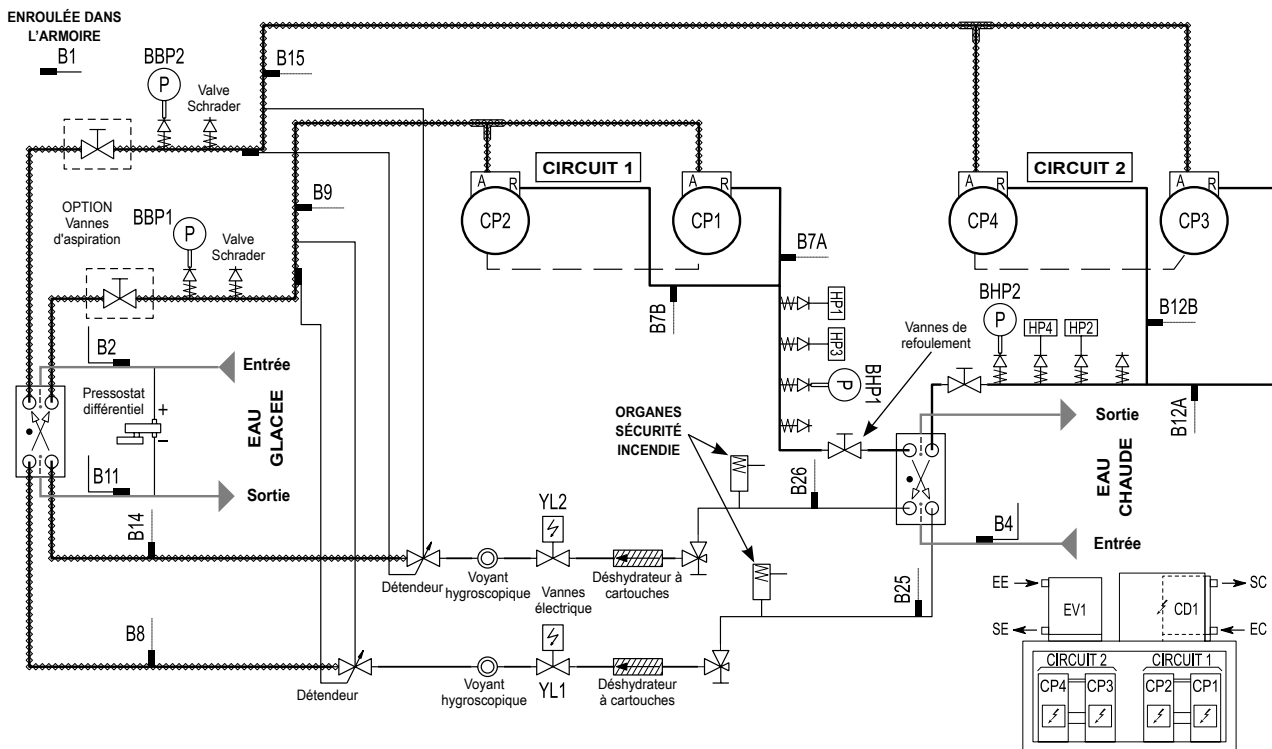 ENROULÉE DANS
L'ARMOIRE
B1
BBP2
P
Valve
Schrader
B15
OPTION
Vannes
d'aspiration
BBP1
P
Valve
Schrader
B9
A
R
CP2
CIRCUIT 1
A
R
CP1
A
R
CP4
CIRCUIT 2
A
R
CP3
B7A
B7B
HP1
HP3
P
BHP1
Vannes de
refoulement
BHP2
P
HP4
HP2
B12B
B12A
B2
Entrée
Pressostat
différentiel
+
–
EAU
GLACEE
B11
Sortie
B14
B8
ORGANES
SÉCURITÉ
INCENDIE
B26
B25
Sortie
EAU
CHAUDE
B4
Entrée
YL2
Détendeur
Voyant
hygroscopique
Vannes
électrique
Déshydrateur à
cartouches
YL1
Détendeur
Voyant
hygroscopique
Déshydrateur
à cartouches
EE
SE
EV1
CD1
SC
EC
CIRCUIT 2
CIRCUIT 1
CP4
CP3
CP2
CP1